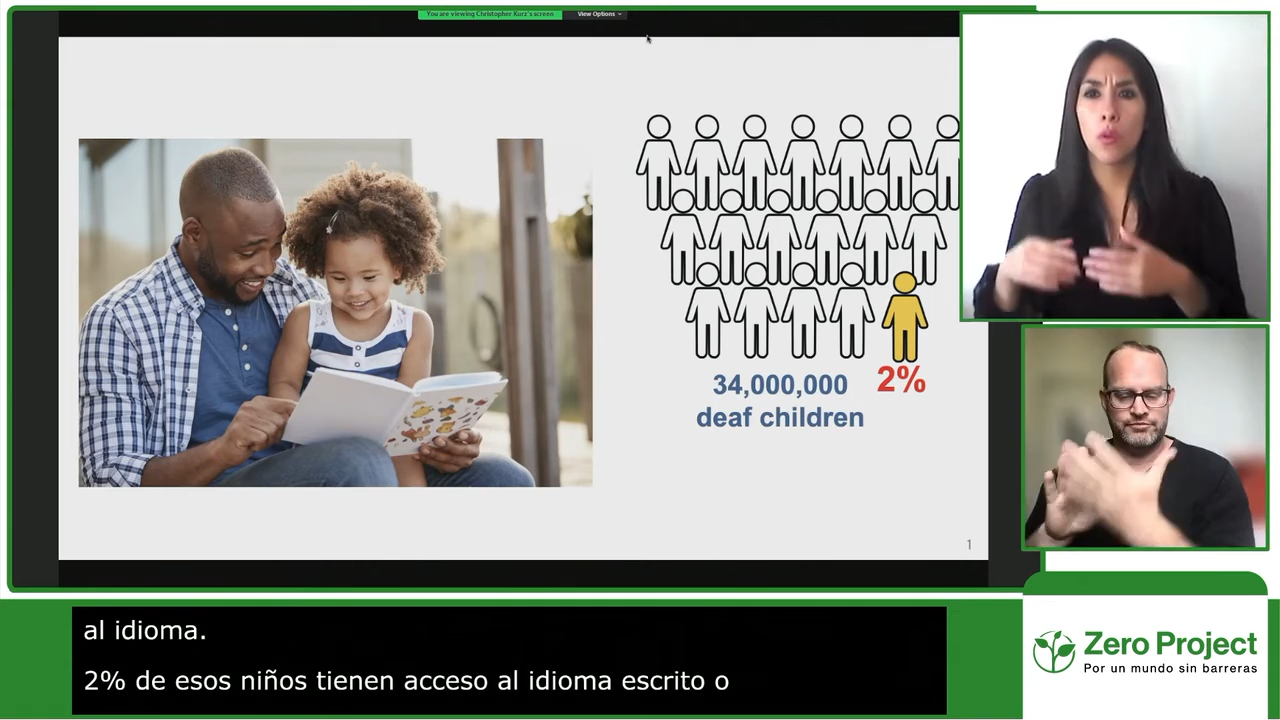 You are viewing Christopher Kurz's screen
View Options
34,000,000
deaf children
2%
1
al idioma.
2% de esos niños tienen acceso al idioma escrito o
Zero Project
Por un mundo sin barreras